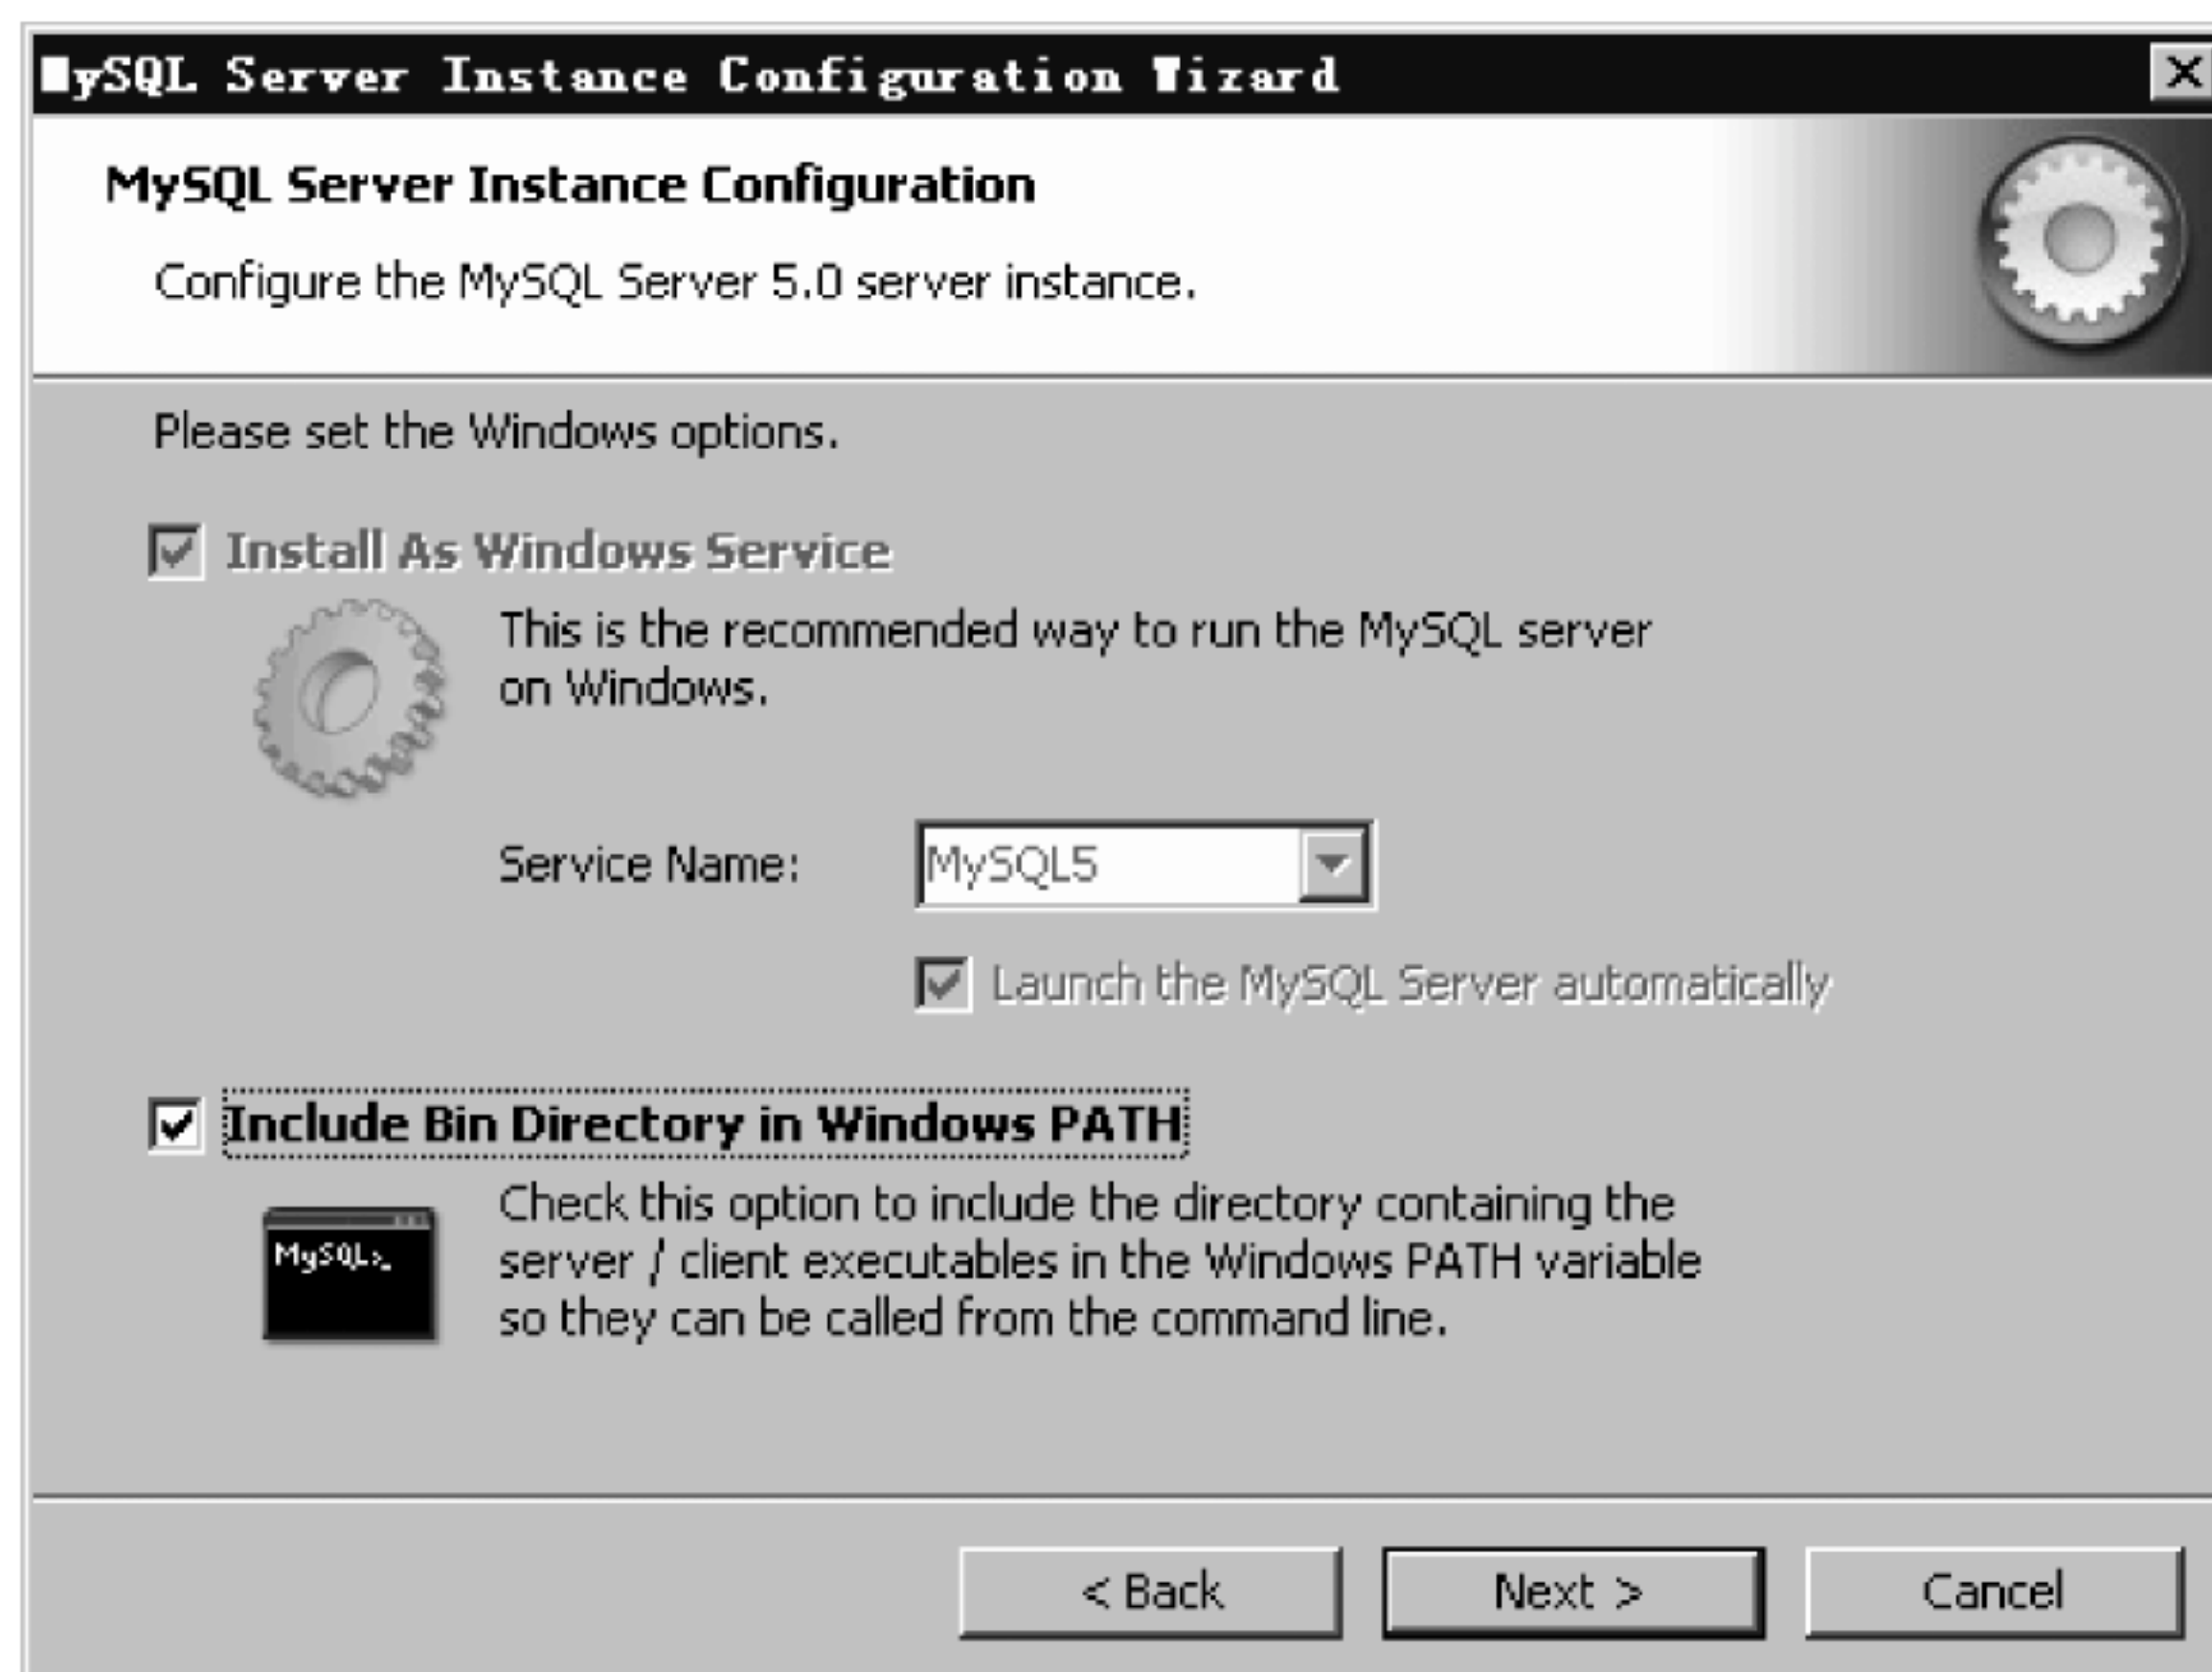 MySQL Server Instance Configuration Wizard
MySQL Server Instance Configuration
Configure the MySQL Server 5.0 server instance.
Please set the Windows options.
Install As Windows Service
This is the recommended way to run the MySQL server
on Windows.
Service Name:
MySQL5
Launch the MySQL Server automatically
Include Bin Directory in Windows PATH
MySQL>_
Check this option to include the directory containing the
server / client executables in the Windows PATH variable
so they can be called from the command line.
< Back
Next >
Cancel